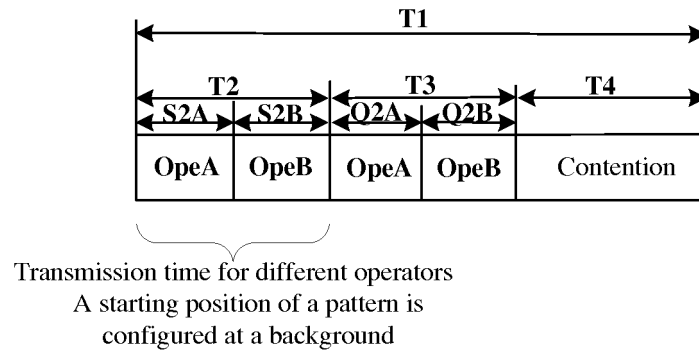 T1
T2 T3 T4
S2A S2B Q2A Q2B
OpeA OpeB OpeA OpeB Contention
Transmission time for different operators
A starting position of a pattern is
configured at a background